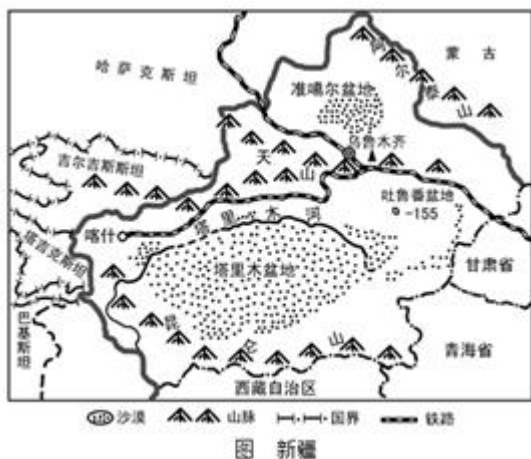 哈萨克斯坦
蒙古
阿尔泰山
准噶尔盆地
乌鲁木齐
吉尔吉斯斯坦
天山
吐鲁番盆地
-155
塔里木河
喀什
塔吉克斯坦
塔里木盆地
甘肃省
巴基斯坦
昆仑山
青海省
西藏自治区
沙漠 山脉 国界 铁路
图 新疆